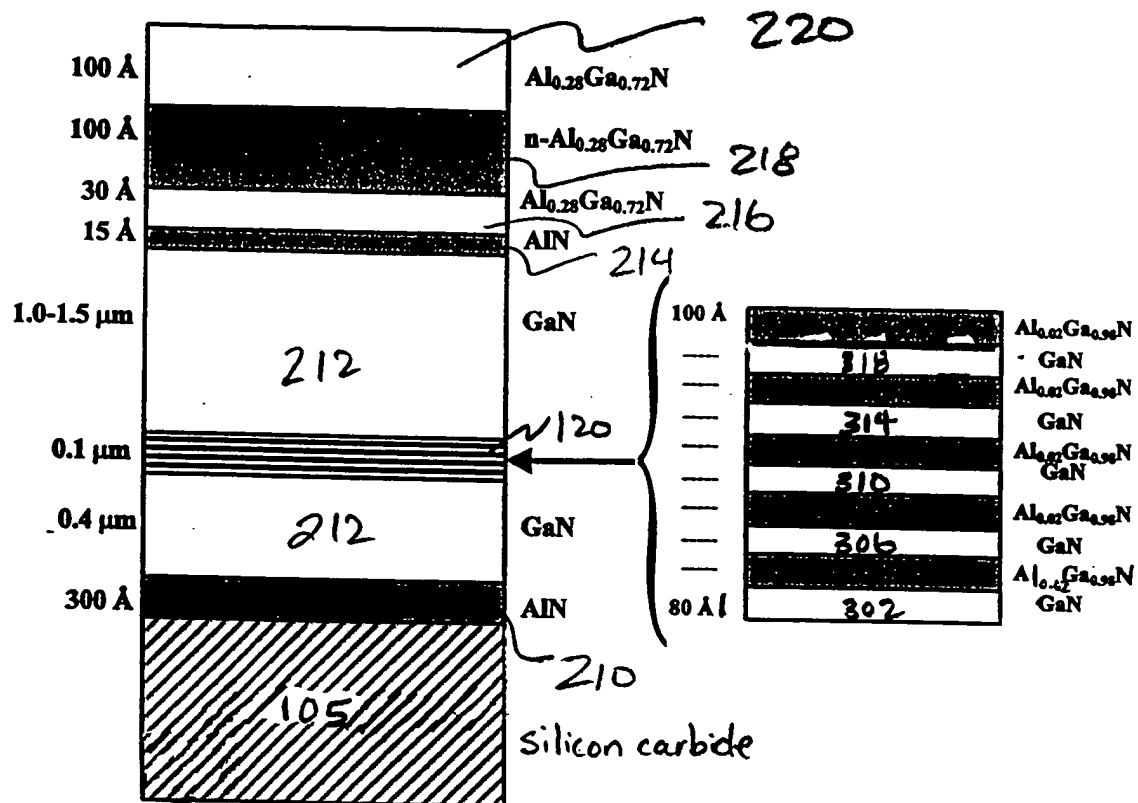 220
100 Å
Al0.28Ga0.72N
100 Å
n-Al0.28Ga0.72N
218
30 Å
Al0.28Ga0.72N
216
15 Å
AlN
214
1.0-1.5 µm
GaN
212
120
0.1 µm
0.4 µm
GaN
212
300 Å
AlN
210
105
silicon carbide
100 Å
Al0.02Ga0.98N
GaN
318
Al0.02Ga0.98N
GaN
314
Al0.02Ga0.98N
GaN
310
Al0.02Ga0.98N
GaN
306
Al0.02Ga0.98N
GaN
80 Å
302